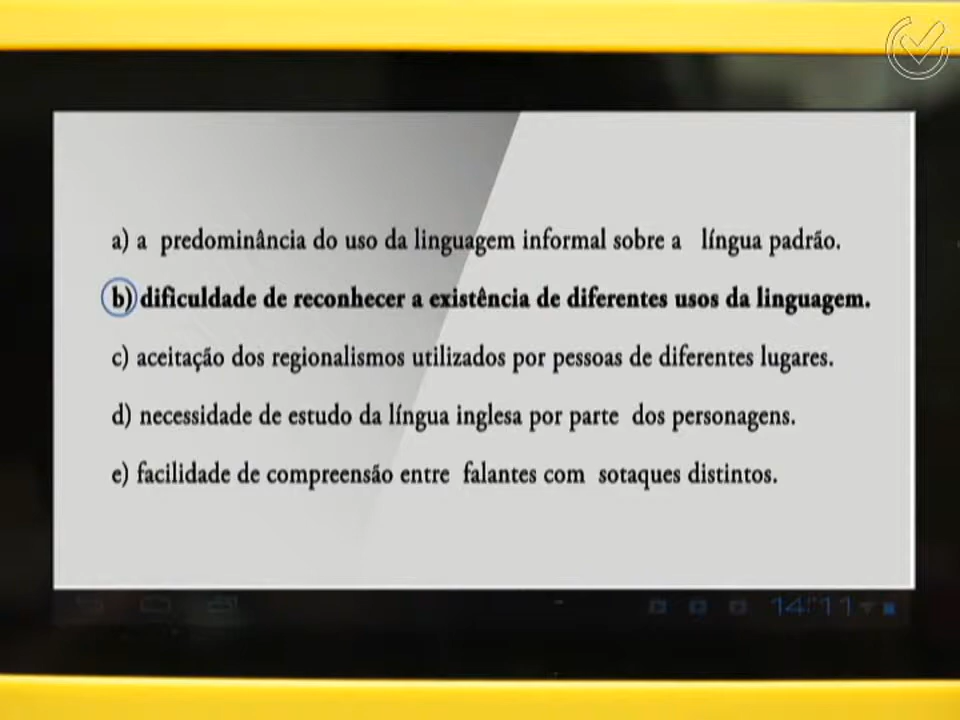 a) a predominância do uso da linguagem informal sobre a língua padrão.
b) dificuldade de reconhecer a existência de diferentes usos da linguagem.
c) aceitação dos regionalismos utilizados por pessoas de diferentes lugares.
d) necessidade de estudo da língua inglesa por parte dos personagens.
e) facilidade de compreensão entre falantes com sotaques distintos.
14:11